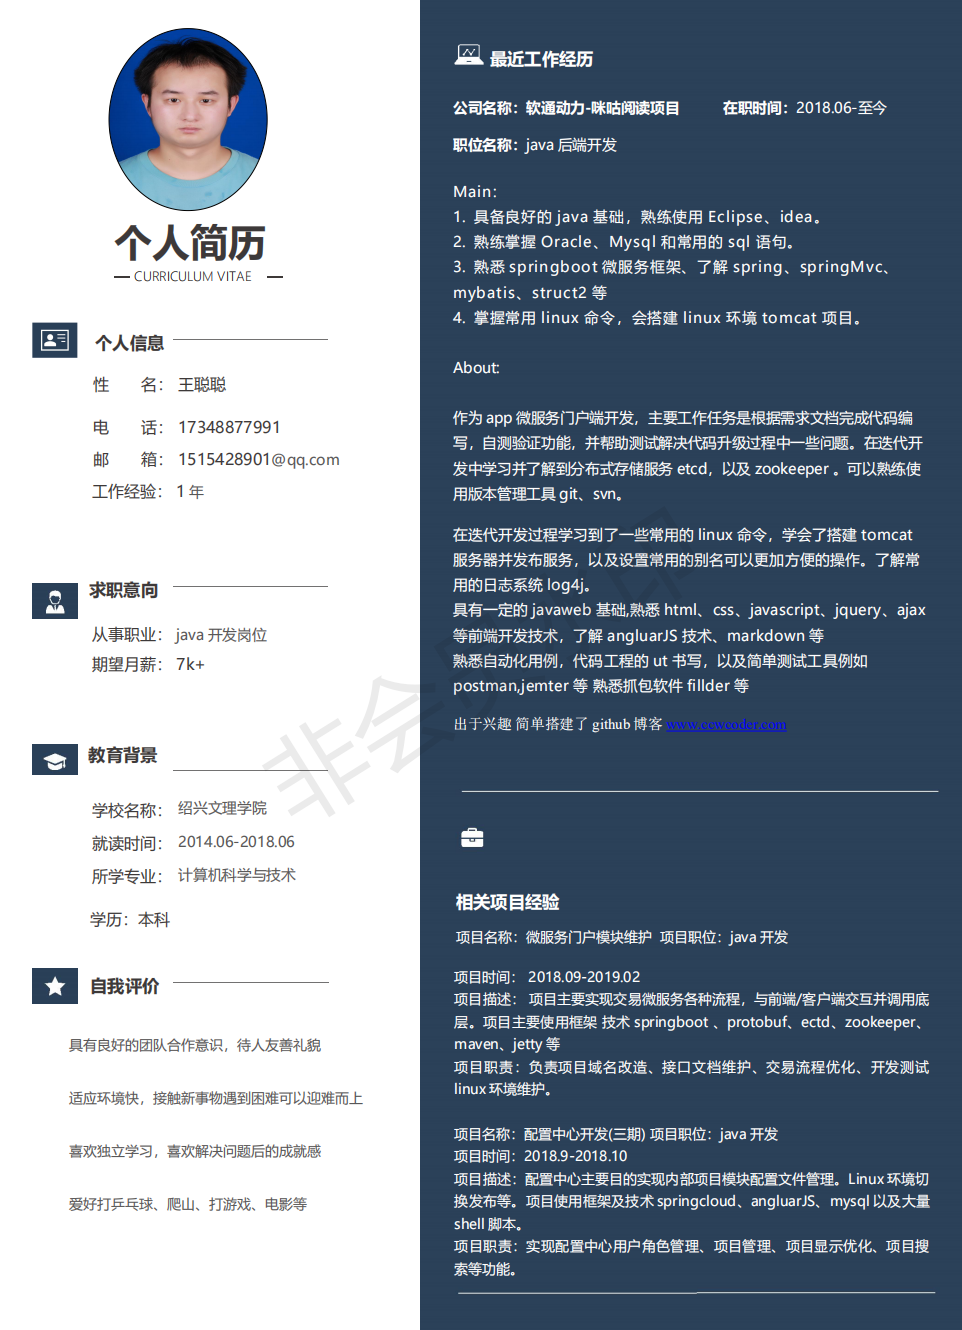 个人简历
CURRICULUM VITAE
个人信息
性 名： 王聪聪
电 话： 17348877991
邮 箱： 1515428901@qq.com
工作经验： 1 年
求职意向
从事职业： java 开发岗位
期望月薪： 7k+
教育背景
学校名称： 绍兴文理学院
就读时间： 2014.06-2018.06
所学专业： 计算机科学与技术
学历：本科
自我评价
具有良好的团队合作意识，待人友善礼貌
适应环境快，接触新事物遇到困难可以迎难而上
喜欢独立学习，喜欢解决问题后的成就感
爱好打乒乓球、爬山、打游戏、电影等
最近工作经历
公司名称：软通动力-咪咕阅读项目 在职时间：2018.06-至今
职位名称：java 后端开发
Main：
1. 具备良好的 java 基础，熟练使用 Eclipse、idea。
2. 熟练掌握 Oracle、Mysql 和常用的 sql 语句。
3. 熟悉 springboot 微服务框架、了解 spring、springMvc、
mybatis、struct2 等
4. 掌握常用 linux 命令，会搭建 linux 环境 tomcat 项目。
About:
作为 app 微服务门户端开发，主要工作任务是根据需求文档完成代码编
写，自测验证功能，并帮助测试解决代码升级过程中一些问题。在迭代开
发中学习并了解到分布式存储服务 etcd，以及 zookeeper 。可以熟练使
用版本管理工具 git、svn。
在迭代开发过程学习到了一些常用的 linux 命令，学会了搭建 tomcat
服务器并发布服务，以及设置常用的别名可以更加方便的操作。了解常
用的日志系统 log4j。
具有一定的 javaweb 基础,熟悉 html、css、javascript、jquery、ajax
等前端开发技术，了解 angluarJS 技术、markdown 等
熟悉自动化用例，代码工程的 ut 书写，以及简单测试工具例如
postman,jemter 等 熟悉抓包软件 fillder 等
出于兴趣 简单搭建了 github 博客 www.ccwcoder.com
相关项目经验
项目名称：微服务门户模块维护 项目职位：java 开发
项目时间： 2018.09-2019.02
项目描述： 项目主要实现交易微服务各种流程，与前端/客户端交互并调用底
层。项目主要使用框架 技术 springboot 、protobuf、ectd、zookeeper、
maven、jetty 等
项目职责：负责项目域名改造、接口文档维护、交易流程优化、开发测试
linux 环境维护。
项目名称：配置中心开发(三期) 项目职位：java 开发
项目时间：2018.9-2018.10
项目描述：配置中心主要目的实现内部项目模块配置文件管理。Linux 环境切
换发布等。项目使用框架及技术 springcloud、angluarJS、mysql 以及大量
shell 脚本。
项目职责：实现配置中心用户角色管理、项目管理、项目显示优化、项目搜
索等功能。
非会员水印